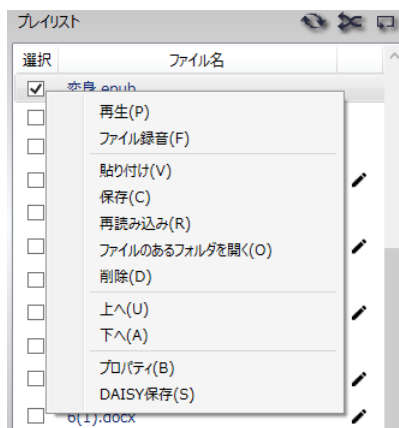 プレイリスト
選択 ファイル名
変身.epub
再生(P)
ファイル録音(F)
貼り付け(V)
保存(C)
再読み込み(R)
ファイルのあるフォルダを開く(O)
削除(D)
上へ(U)
下へ(A)
プロパティ(B)
DAISY保存(S)
6(1).docx